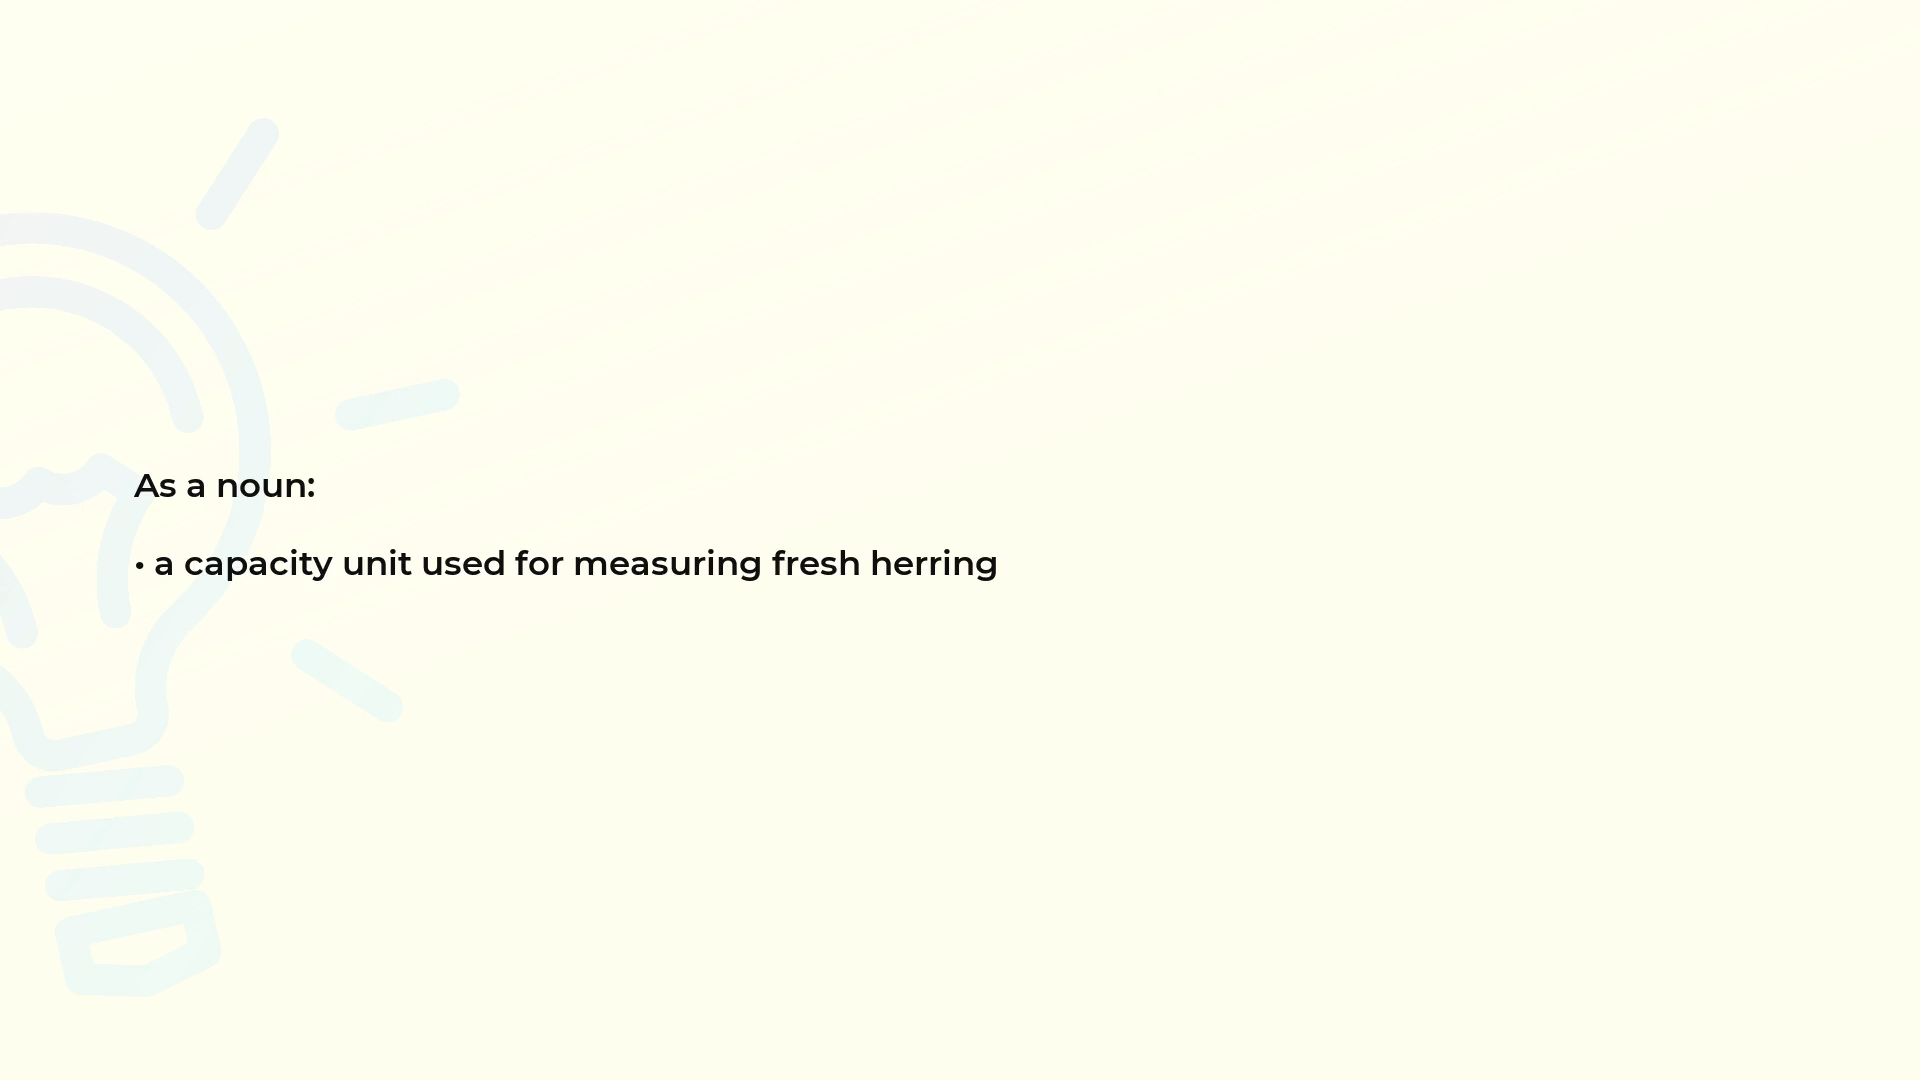 As a noun:
• a capacity unit used for measuring fresh herring